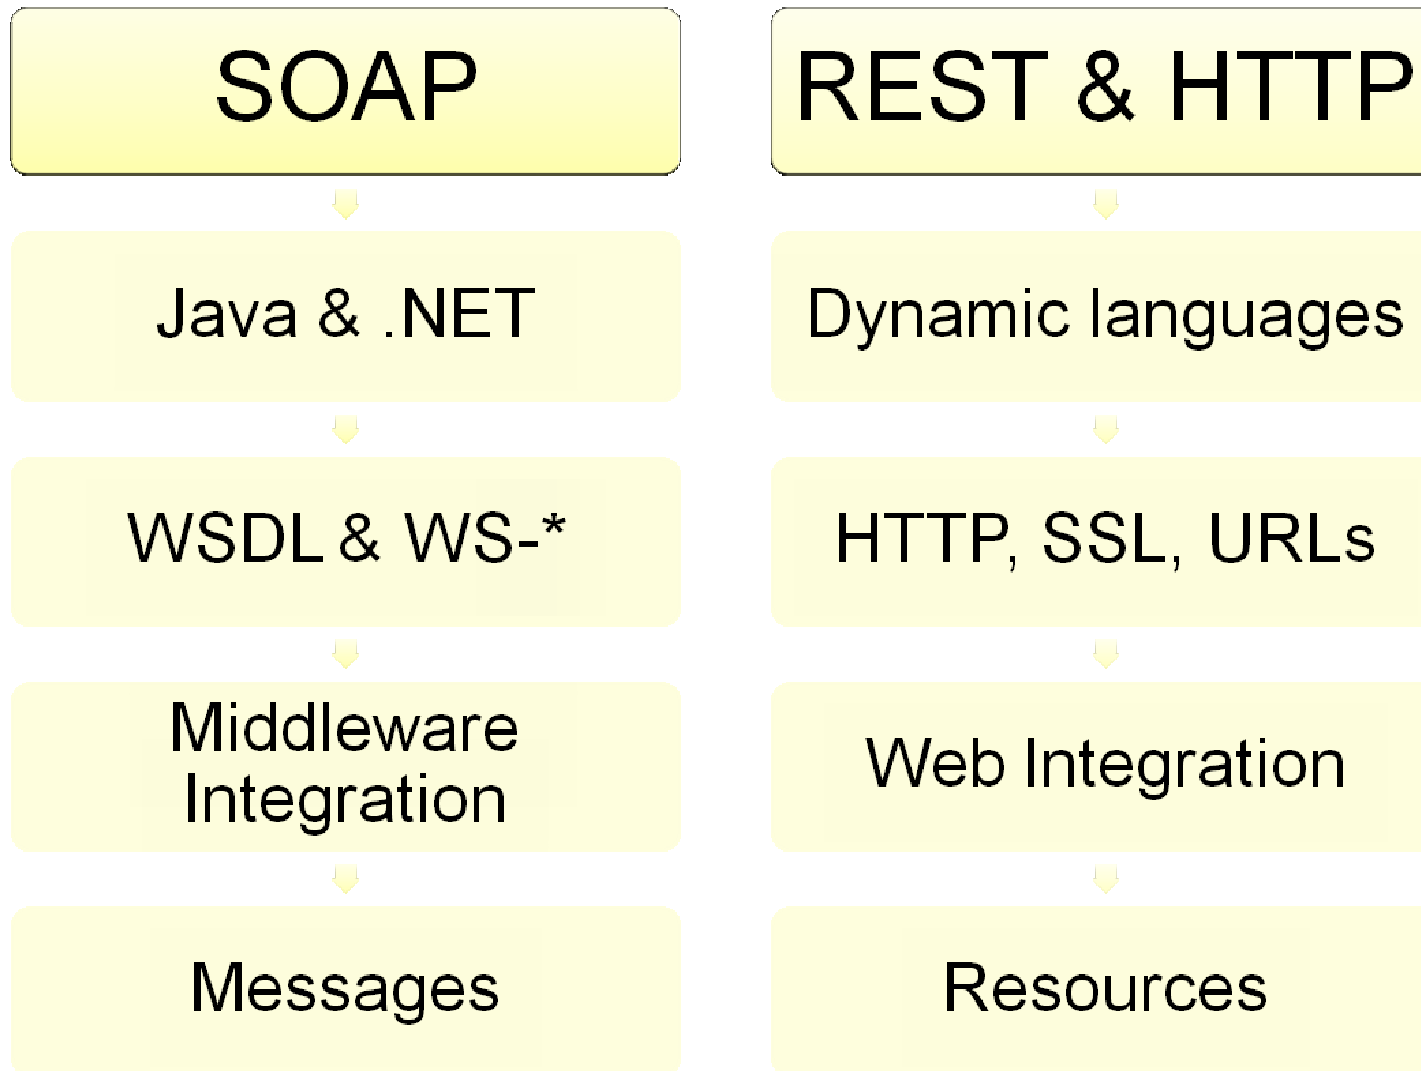 SOAP
Java & .NET
WSDL & WS-*
Middleware
Integration
Messages
REST & HTTP
Dynamic languages
HTTP, SSL, URLs
Web Integration
Resources